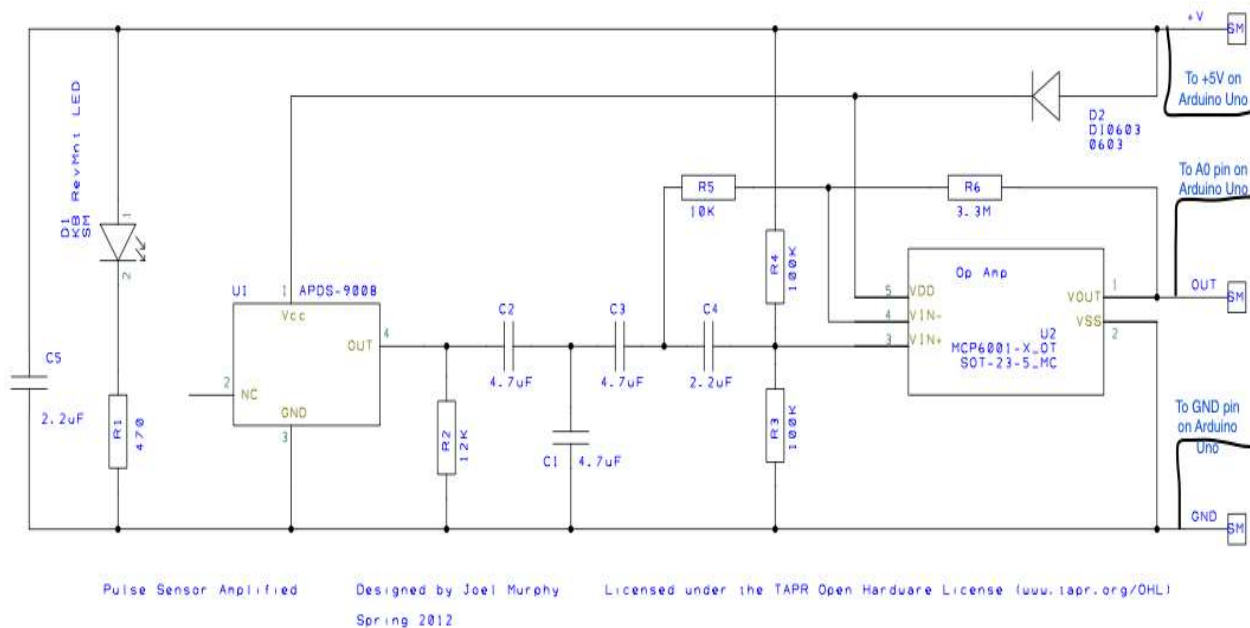 +V
SM
To +5V on
Arduino Uno
D2
DI0603
0603
To A0 pin on
Arduino Uno
D1
KB RevMnt LED
SM
1
2
R5
10K
R6
3.3M
R4
100K
Op Amp
U1
APDS-9008
1
Vcc
OUT
4
2
NC
GND
3
C2
4.7uF
C3
4.7uF
C4
2.2uF
5
VDD
4
VIN-
3
VIN+
VOUT
1
VSS
2
U2
MCP6001-X_OT
SOT-23-5_MC
OUT
SM
C5
2.2uF
R1
470
R2
12K
C1
4.7uF
R3
100K
To GND pin
on Arduino
Uno
GND
SM
Pulse Sensor Amplified
Designed by Joel Murphy
Licensed under the TAPR Open Hardware License (www.tapr.org/OHL)
Spring 2012